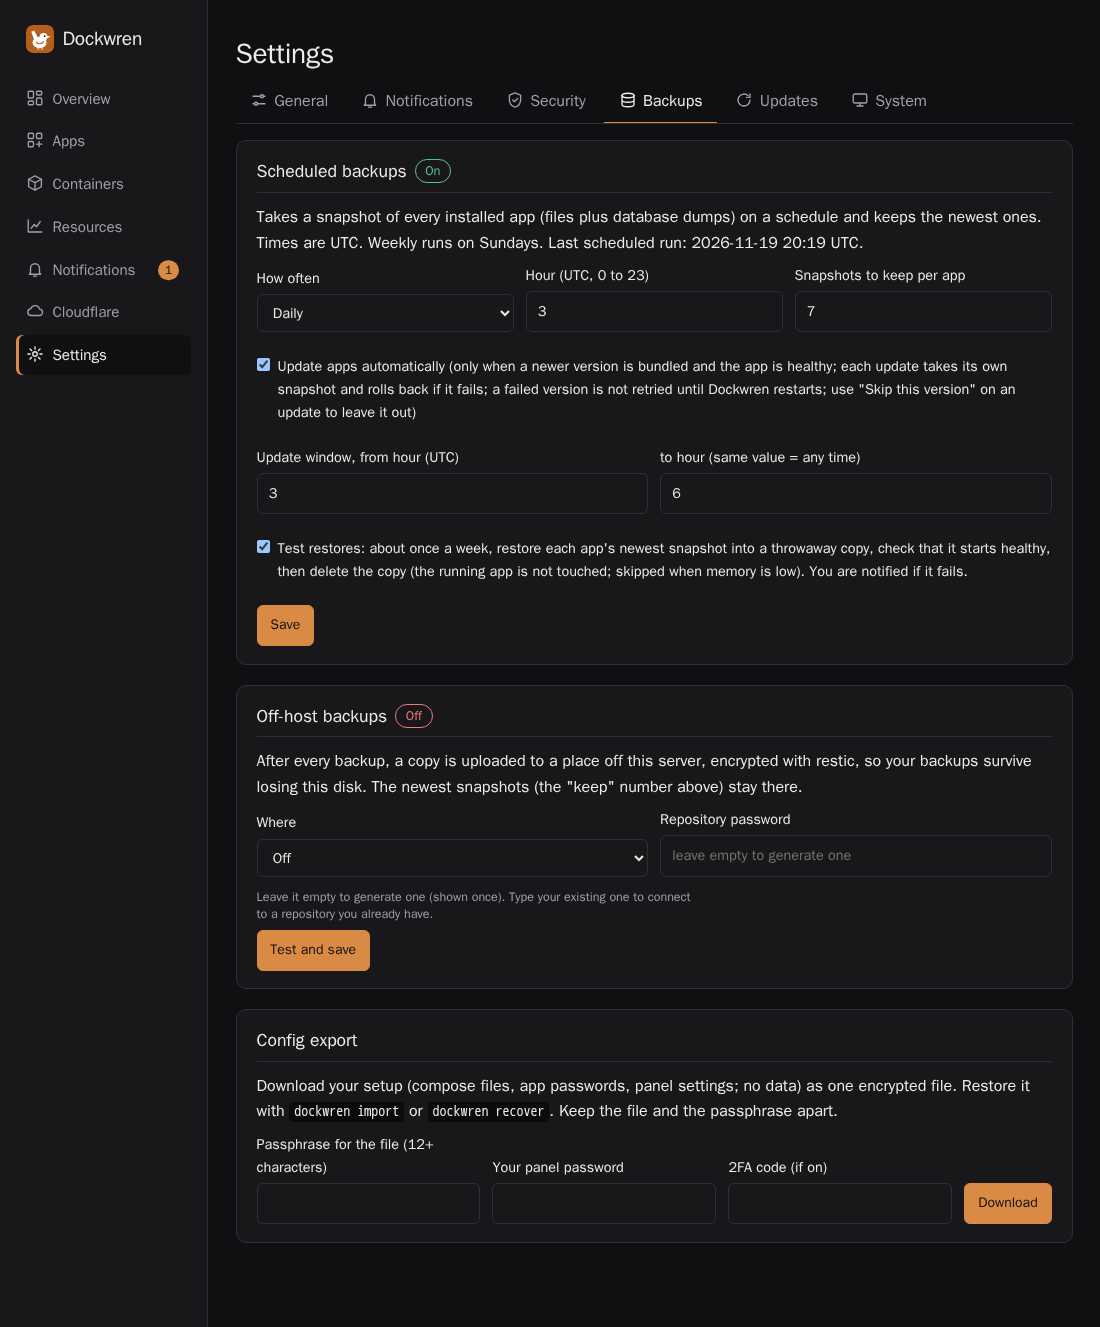 Dockwren
Overview
Apps
Containers
Resources
Notifications 1
Cloudflare
Settings
Settings
General Notifications Security Backups Updates System
Scheduled backups On
Takes a snapshot of every installed app (files plus database dumps) on a schedule and keeps the newest ones.
Times are UTC. Weekly runs on Sundays. Last scheduled run: 2026-11-19 20:19 UTC.
How often Hour (UTC, 0 to 23) Snapshots to keep per app
Daily 3 7
Update apps automatically (only when a newer version is bundled and the app is healthy; each update takes its own
snapshot and rolls back if it fails; a failed version is not retried until Dockwren restarts; use "Skip this version" on an
update to leave it out)
Update window, from hour (UTC) to hour (same value = any time)
3 6
Test restores: about once a week, restore each app's newest snapshot into a throwaway copy, check that it starts healthy,
then delete the copy (the running app is not touched; skipped when memory is low). You are notified if it fails.
Save
Off-host backups Off
After every backup, a copy is uploaded to a place off this server, encrypted with restic, so your backups survive
losing this disk. The newest snapshots (the "keep" number above) stay there.
Where Repository password
Off leave empty to generate one
Leave it empty to generate one (shown once). Type your existing one to connect
to a repository you already have.
Test and save
Config export
Download your setup (compose files, app passwords, panel settings; no data) as one encrypted file. Restore it
with dockwren import or dockwren recover. Keep the file and the passphrase apart.
Passphrase for the file (12+
characters) Your panel password 2FA code (if on)
Download